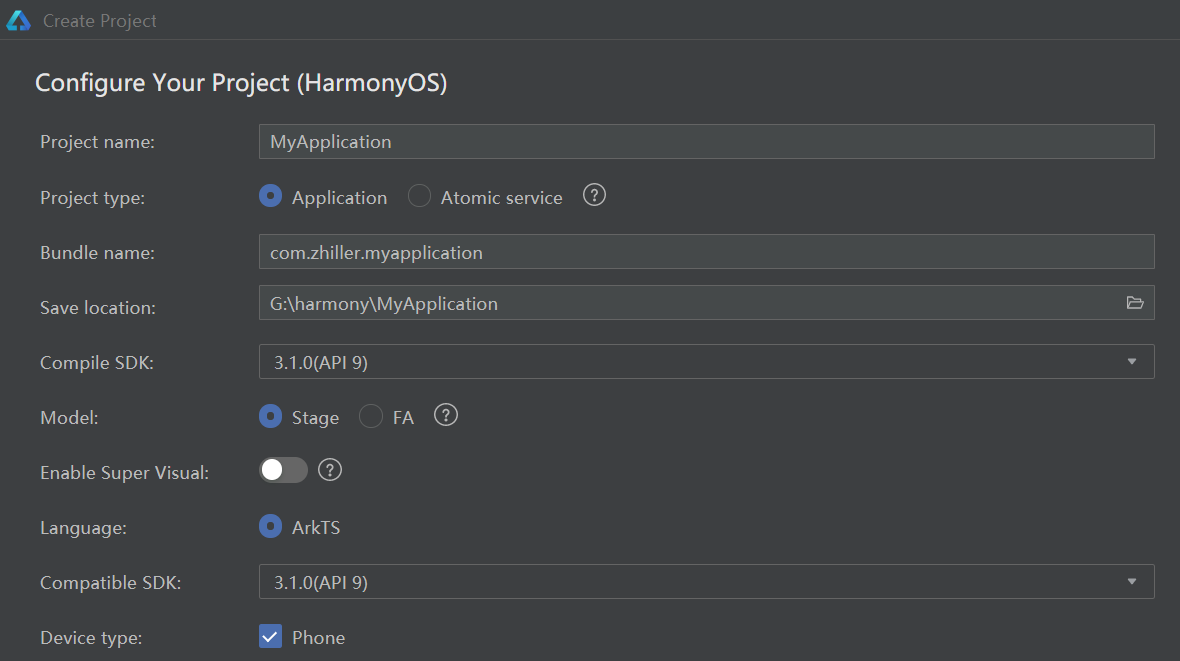 Create Project
Configure Your Project (HarmonyOS)
Project name: MyApplication
Project type: Application Atomic service ?
Bundle name: com.zhiller.myapplication
Save location: G:\harmony\MyApplication
Compile SDK: 3.1.0(API 9)
Model: Stage FA ?
Enable Super Visual: ?
Language: ArkTS
Compatible SDK: 3.1.0(API 9)
Device type: Phone